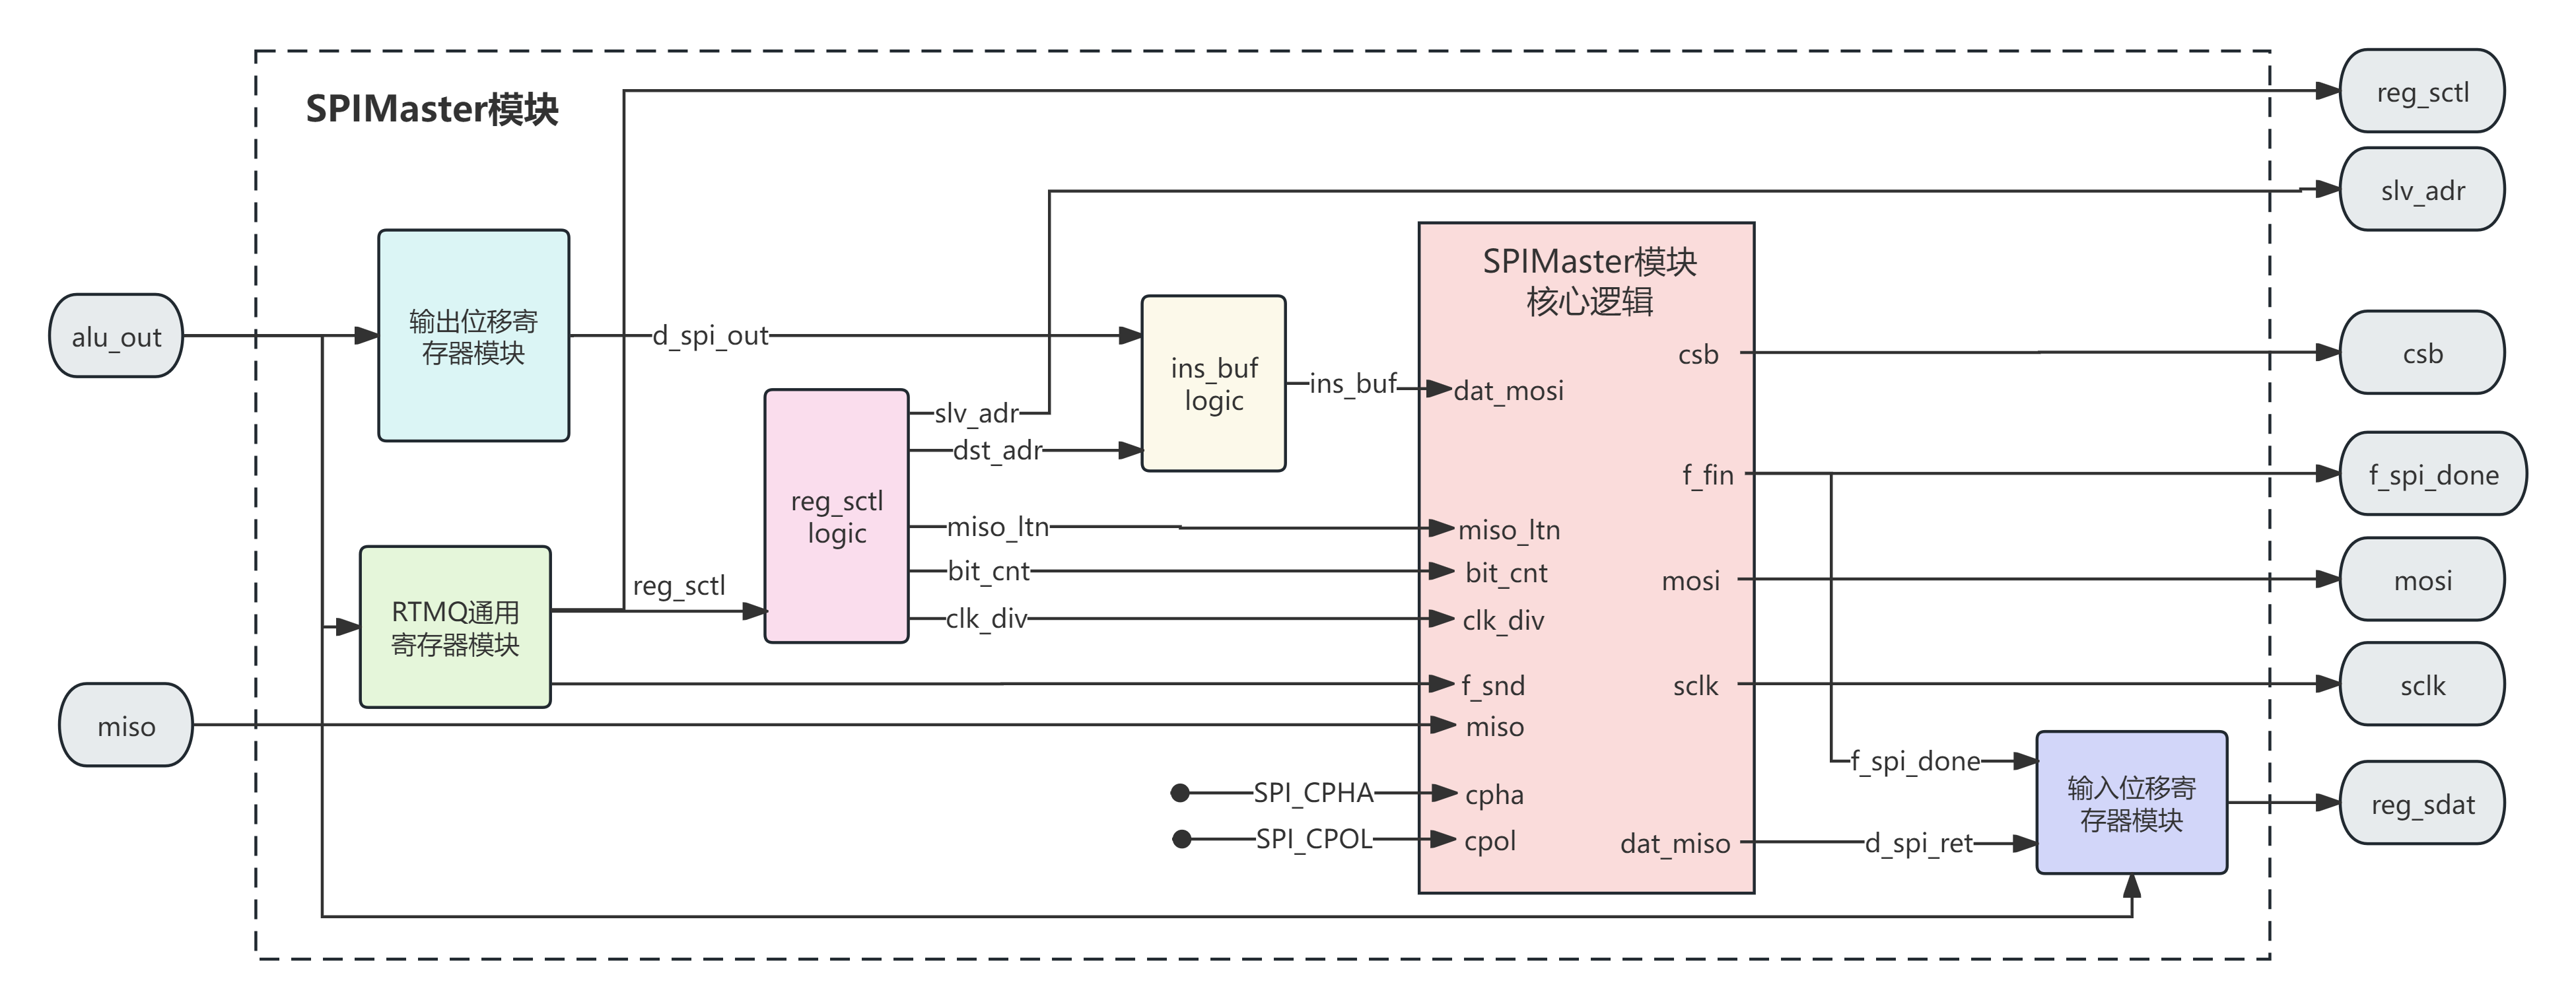 SPIMaster模块
alu_out
miso
输出位移寄
存器模块
RTMQ通用
寄存器模块
d_spi_out
reg_sctl
reg_sctl
logic
slv_adr
dst_adr
miso_ltn
bit_cnt
clk_div
ins_buf
logic
ins_buf
SPI_CPHA
SPI_CPOL
SPIMaster模块
核心逻辑
dat_mosi
miso_ltn
bit_cnt
clk_div
f_snd
miso
cpha
cpol
csb
f_fin
mosi
sclk
dat_miso
f_spi_done
d_spi_ret
输入位移寄
存器模块
reg_sctl
slv_adr
csb
f_spi_done
mosi
sclk
reg_sdat